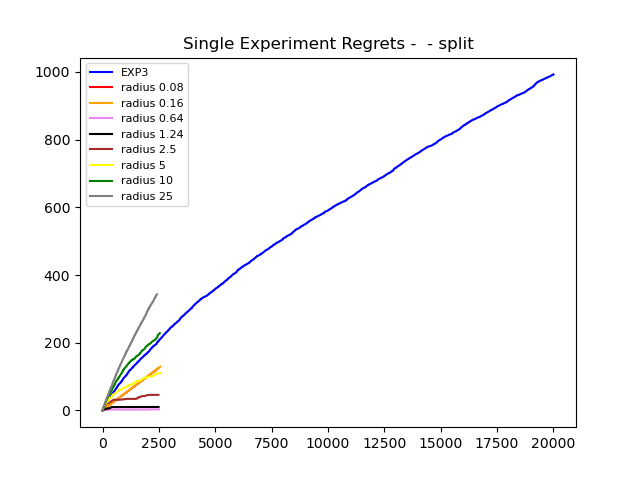 Single Experiment Regrets -  - split
EXP3
radius 0.08
radius 0.16
radius 0.64
radius 1.24
radius 2.5
radius 5
radius 10
radius 25
1000
800
600
400
200
0
0 2500 5000 7500 10000 12500 15000 17500 20000